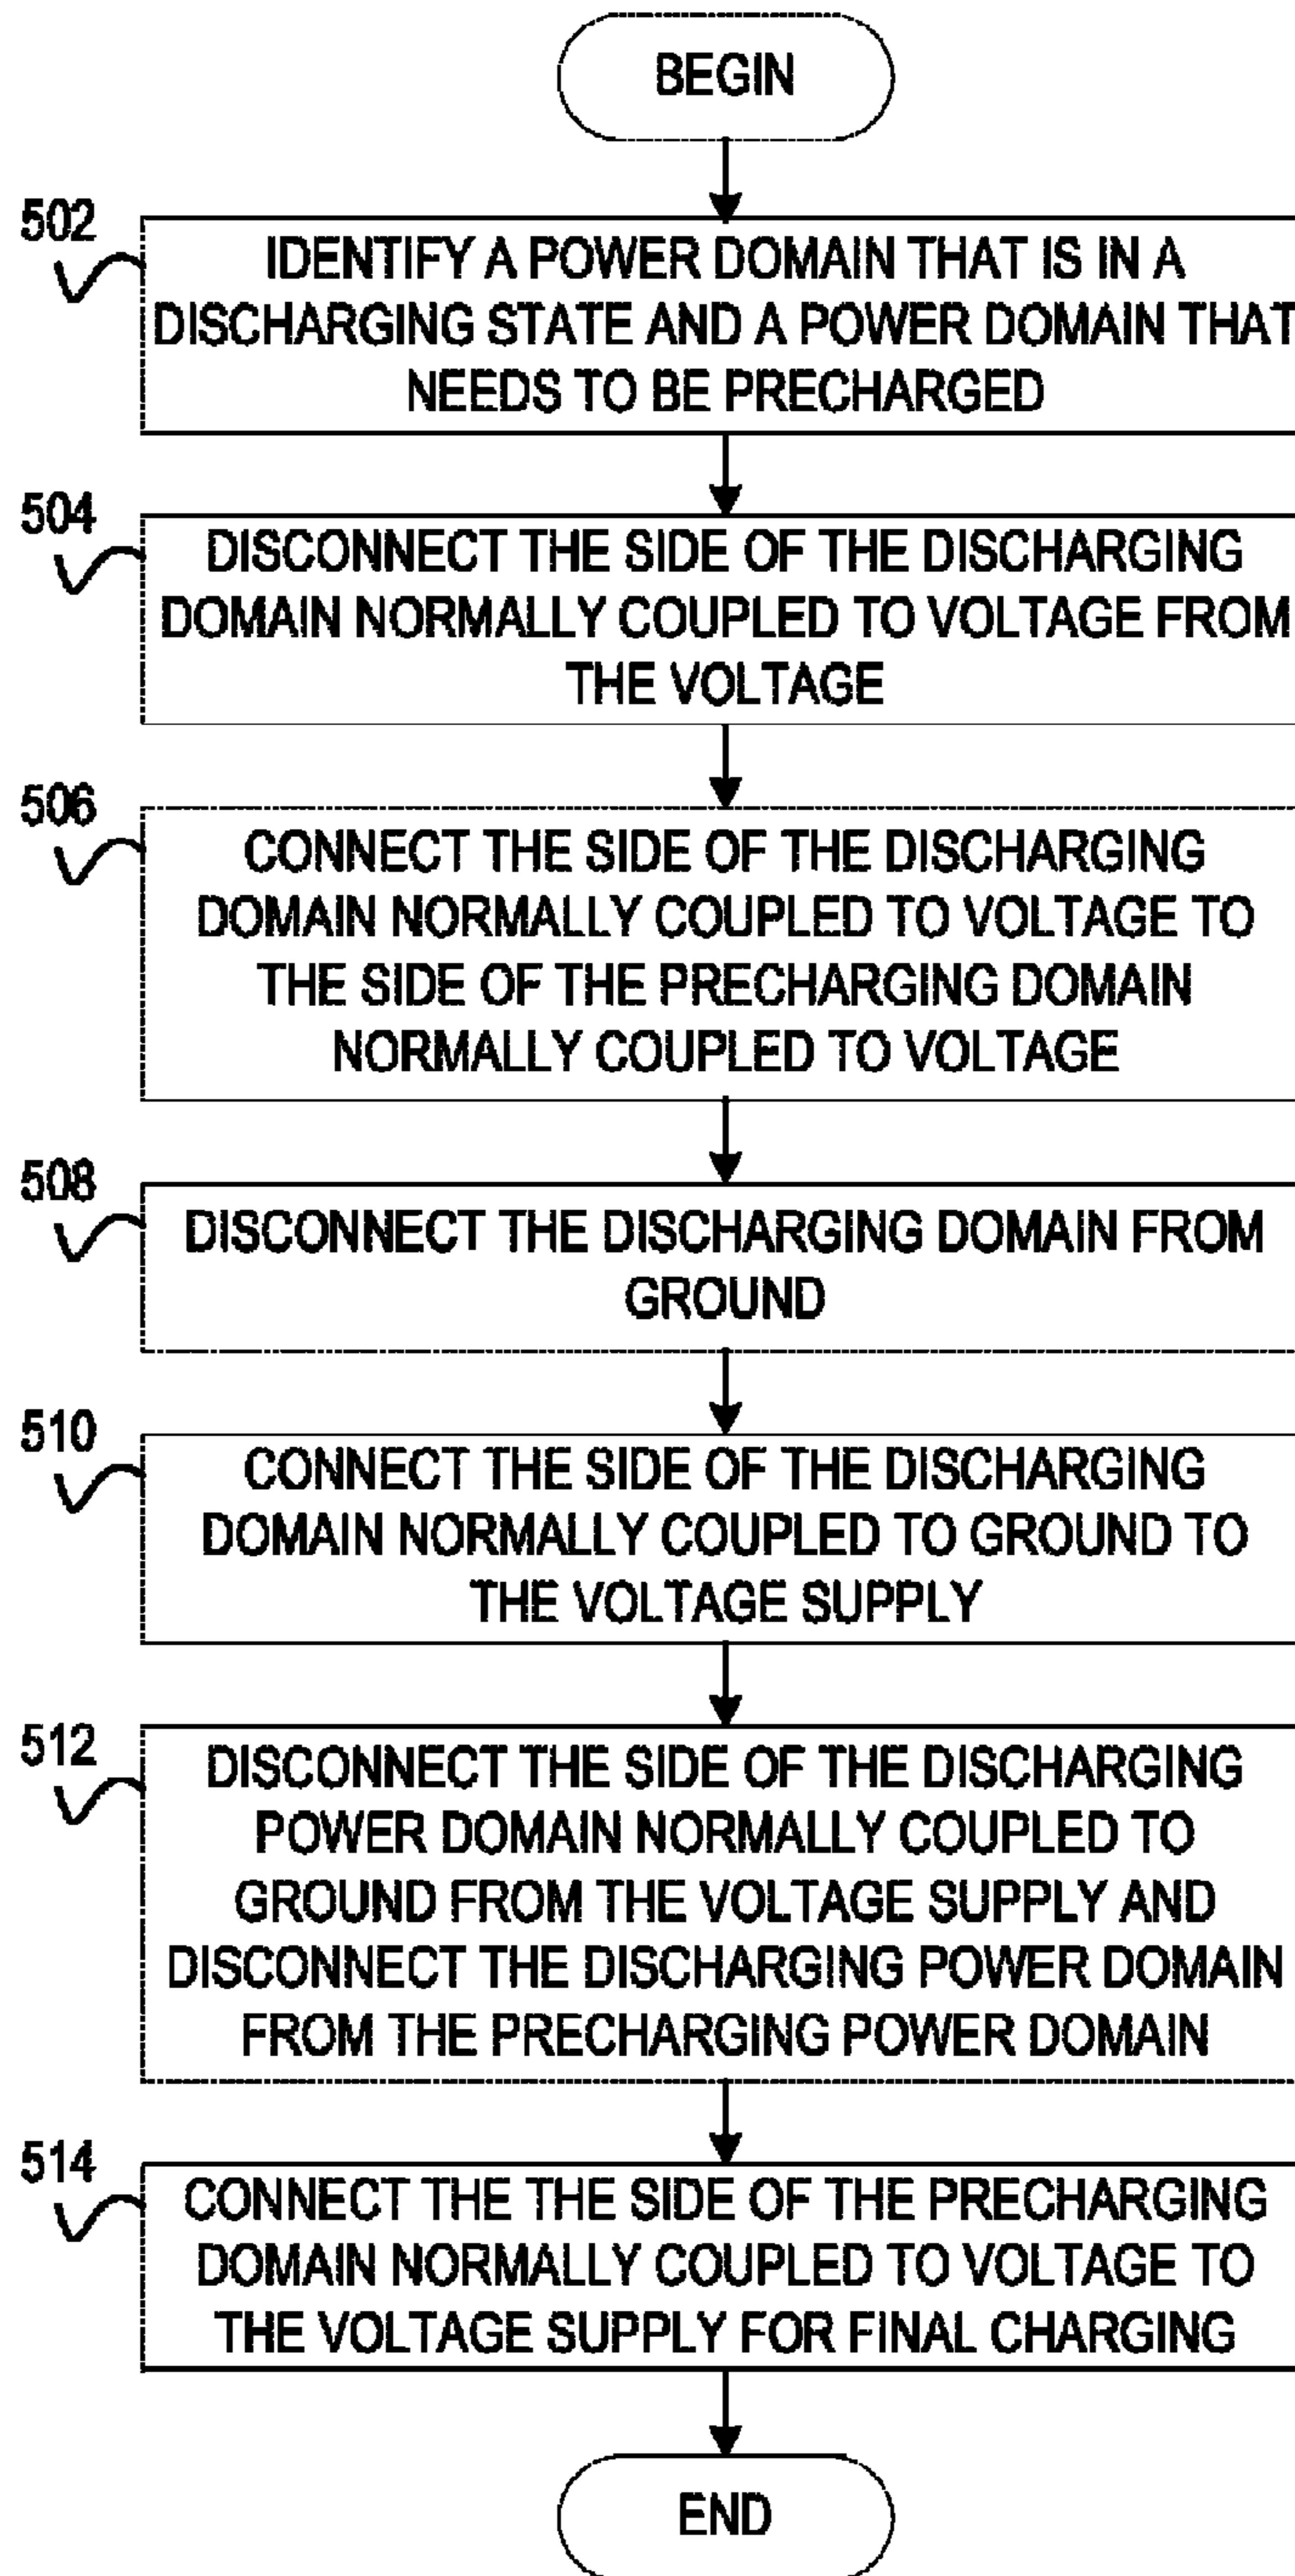 BEGIN
502
IDENTIFY A POWER DOMAIN THAT IS IN A
DISCHARGING STATE AND A POWER DOMAIN THAT
NEEDS TO BE PRECHARGED
504
DISCONNECT THE SIDE OF THE DISCHARGING
DOMAIN NORMALLY COUPLED TO VOLTAGE FROM
THE VOLTAGE
506
CONNECT THE SIDE OF THE DISCHARGING
DOMAIN NORMALLY COUPLED TO VOLTAGE TO
THE SIDE OF THE PRECHARGING DOMAIN
NORMALLY COUPLED TO VOLTAGE
508
DISCONNECT THE DISCHARGING DOMAIN FROM
GROUND
510
CONNECT THE SIDE OF THE DISCHARGING
DOMAIN NORMALLY COUPLED TO GROUND TO
THE VOLTAGE SUPPLY
512
DISCONNECT THE SIDE OF THE DISCHARGING
POWER DOMAIN NORMALLY COUPLED TO
GROUND FROM THE VOLTAGE SUPPLY AND
DISCONNECT THE DISCHARGING POWER DOMAIN
FROM THE PRECHARGING POWER DOMAIN
514
CONNECT THE THE SIDE OF THE PRECHARGING
DOMAIN NORMALLY COUPLED TO VOLTAGE TO
THE VOLTAGE SUPPLY FOR FINAL CHARGING
END